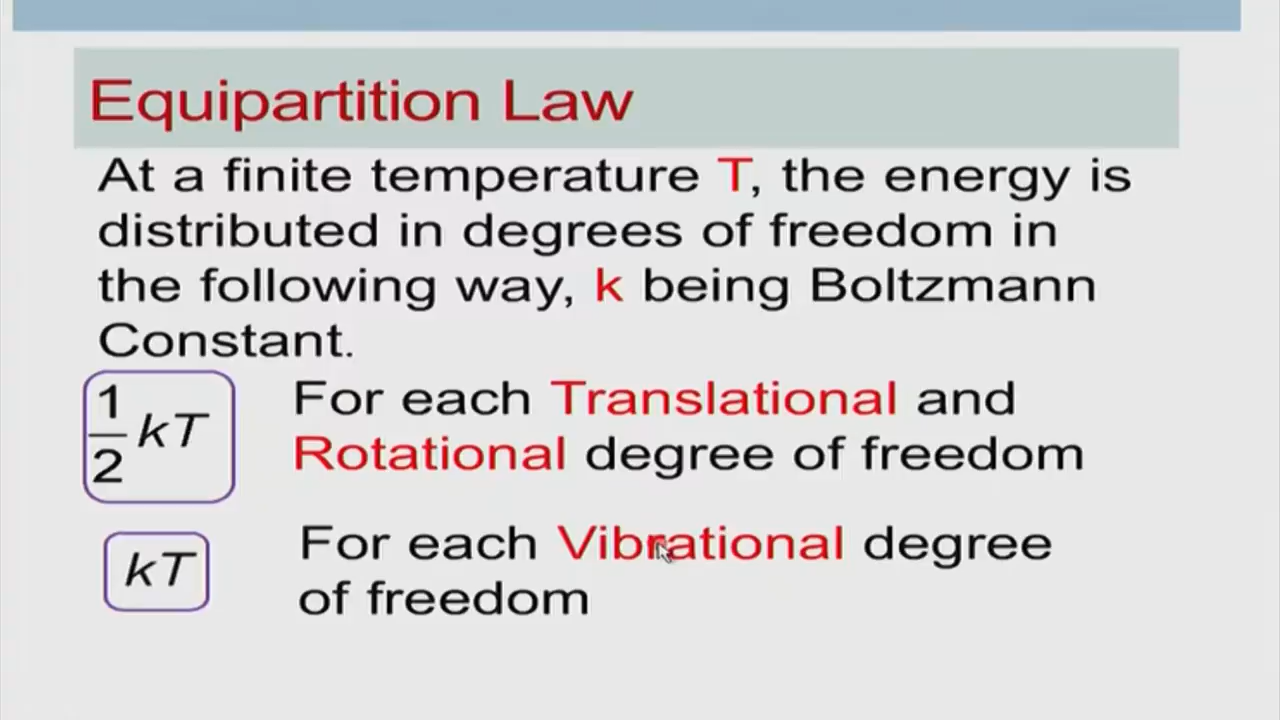 Equipartition Law
At a finite temperature T, the energy is
distributed in degrees of freedom in
the following way, k being Boltzmann
Constant.
1/2 kT
For each Translational and
Rotational degree of freedom
kT
For each Vibrational degree
of freedom